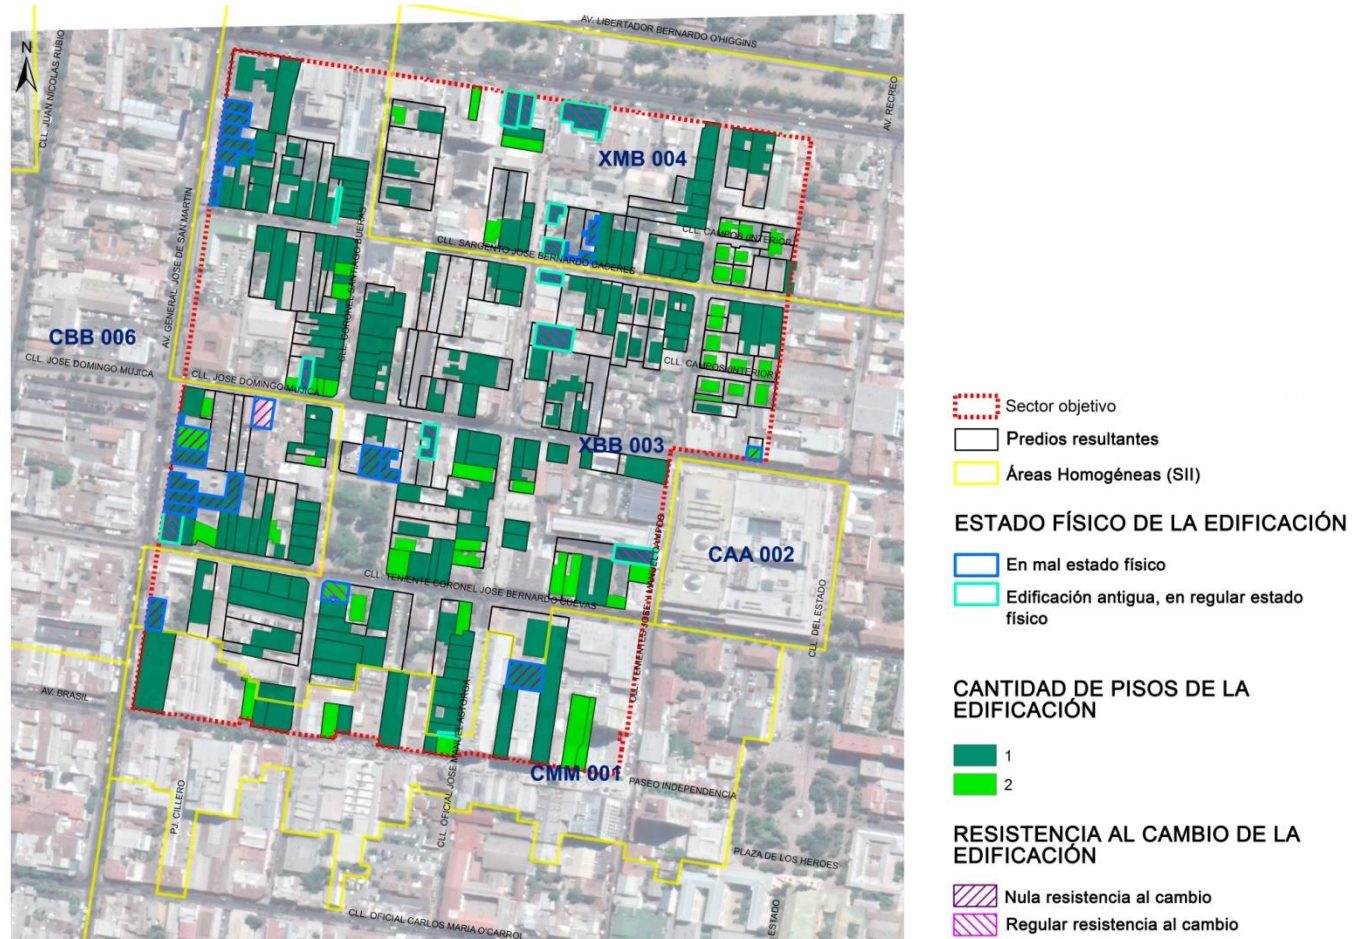 AV. LIBERTADOR BERNARDO O'HIGGINS
N
CLL. JUAN NICOLAS RUBIO
AV. RECREO
XMB 004
CLL. CAMPOS (INTERIOR)
CLL. SARGENTO JOSE BERNARDO CACERES
AV. GENERAL JOSE DE SAN MARTIN
CLL. CORONEL SANTIAGO BUERAS
CBB 006
CLL. JOSE DOMINGO MUJICA
CLL. JOSE DOMINGO MUJICA
CLL. CAMPOS (INTERIOR)
XBB 003
CAA 002
CLL. TENIENTE CORONEL JOSE BERNARDO CUEVAS
CLL. DEL ESTADO
AV. BRASIL
CLL. OFICIAL JOSE MANUEL ASTORGA
CMM 001
PASEO INDEPENDENCIA
PJ. CILLERO
PLAZA DE LOS HEROES
CLL. OFICIAL CARLOS MARIA O'CARROL
ESTADO
Sector objetivo
Predios resultantes
Áreas Homogéneas (SII)
ESTADO FÍSICO DE LA EDIFICACIÓN
En mal estado físico
Edificación antigua, en regular estado
físico
CANTIDAD DE PISOS DE LA
EDIFICACIÓN
1
2
RESISTENCIA AL CAMBIO DE LA
EDIFICACIÓN
Nula resistencia al cambio
Regular resistencia al cambio